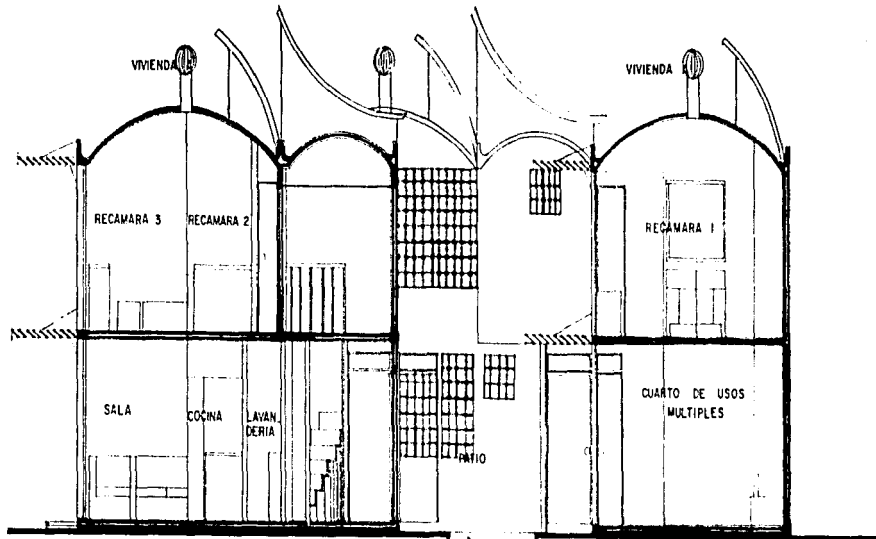 VIVIENDA
VIVIENDA
RECAMARA 3
RECAMARA 2
RECAMARA 1
SALA
COCINA
LAVAN
DERIA
PATIO
CUARTO DE USOS
MULTIPLES